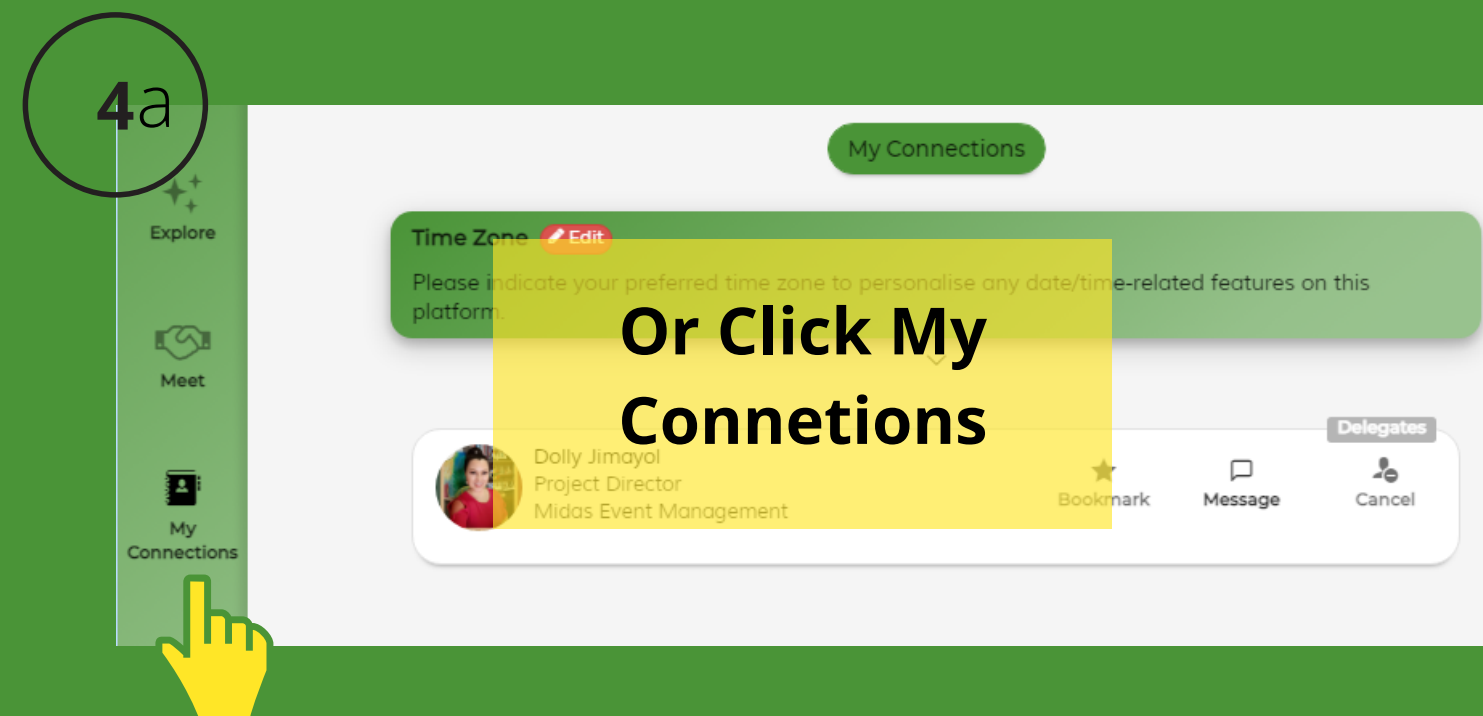 4a
Explore
Meet
My
Connections
My Connections
Time Zone Edit
Please indicate your preferred time zone to personalise any date/time-related features on this
platform.
Or Click My
Connetions
Delegates
Dolly Jimayol
Project Director
Midas Event Management
Bookmark Message Cancel